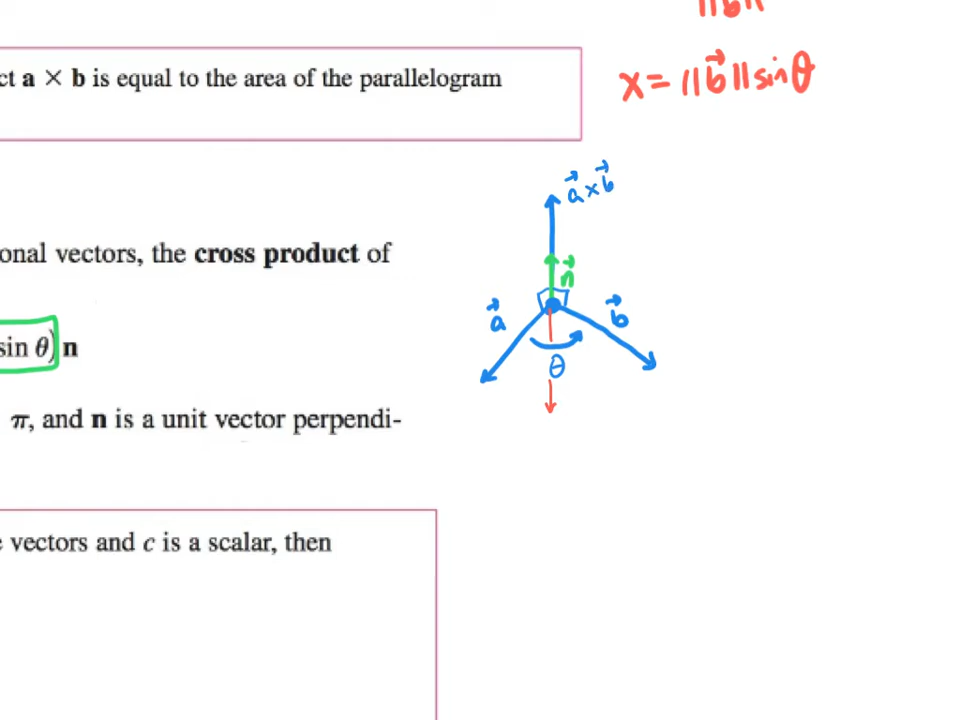 ct a × b is equal to the area of the parallelogram
x = ||b⃗|| sin θ
a⃗ × b⃗
onal vectors, the cross product of
n⃗
a⃗
b⃗
sin θ) n
θ
π, and n is a unit vector perpendi-
e vectors and c is a scalar, then